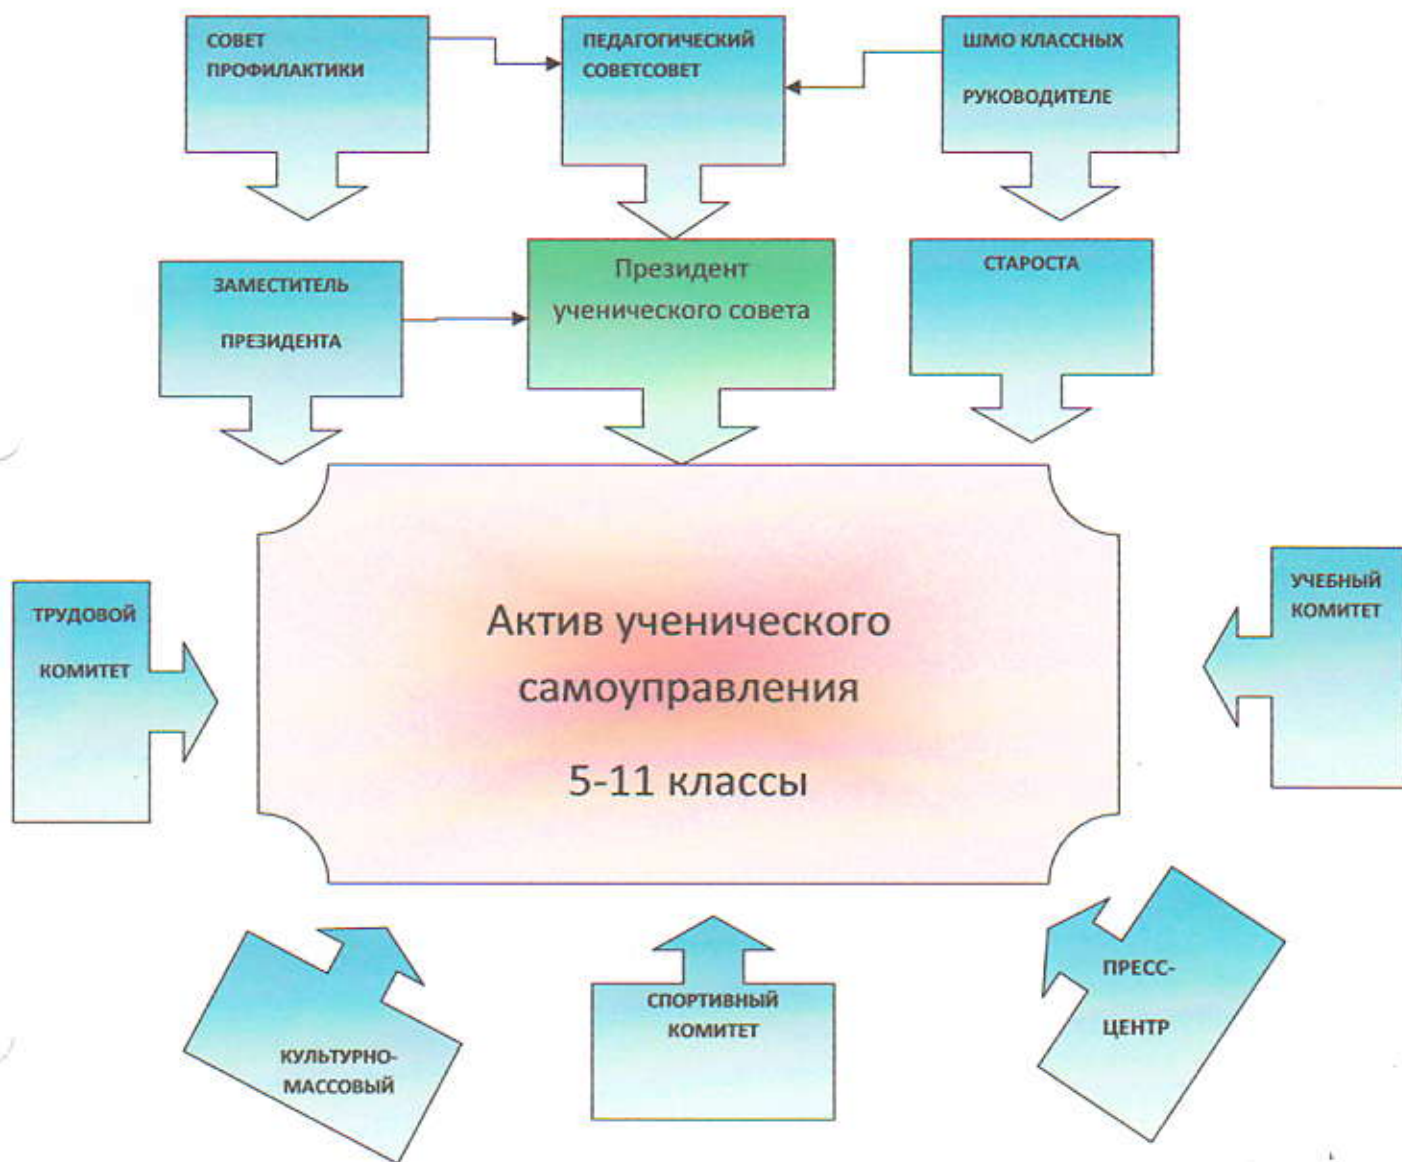 СОВЕТ
ПРОФИЛАКТИКИ
ПЕДАГОГИЧЕСКИЙ
СОВЕТСОВЕТ
ШМО КЛАССНЫХ
РУКОВОДИТЕЛЕ
ЗАМЕСТИТЕЛЬ
ПРЕЗИДЕНТА
Президент
ученического совета
СТАРОСТА
ТРУДОВОЙ
КОМИТЕТ
Актив ученического
самоуправления
5-11 классы
УЧЕБНЫЙ
КОМИТЕТ
КУЛЬТУРНО-
МАССОВЫЙ
СПОРТИВНЫЙ
КОМИТЕТ
ПРЕСС-
ЦЕНТР